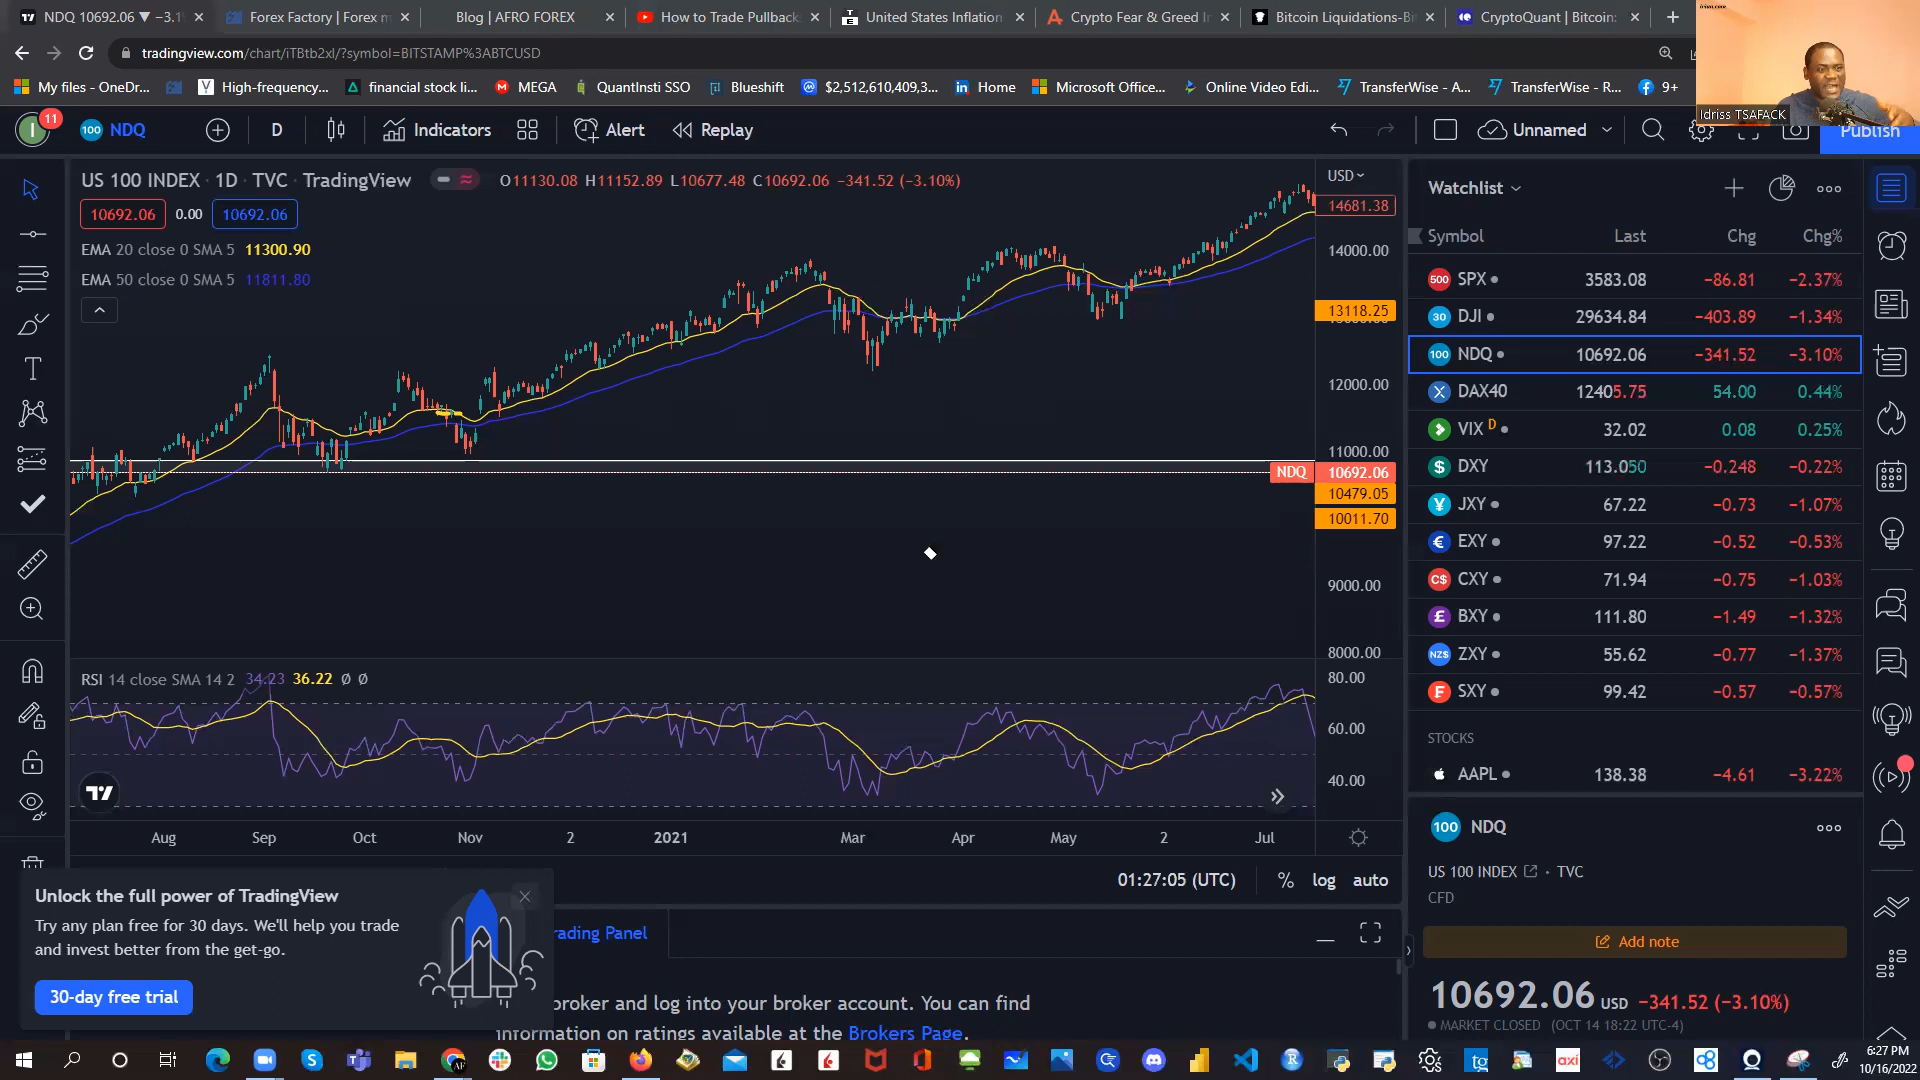 NDQ 10692.06 ▼ −3.1
Forex Factory | Forex m
Blog | AFRO FOREX
How to Trade Pullback
United States Inflation
Crypto Fear & Greed In
Bitcoin Liquidations-Bi
CryptoQuant | Bitcoin:
tradingview.com/chart/iTBtb2xl/?symbol=BITSTAMP%3ABTCUSD
My files - OneDr...
High-frequency...
financial stock li...
MEGA
QuantInsti SSO
Blueshift
$2,512,610,409,3...
Home
Microsoft Office...
Online Video Edi...
TransferWise - A...
TransferWise - R...
9+
Idriss TSAFACK
I
11
100 NDQ
D
Indicators
Alert
Replay
Unnamed
Publish
US 100 INDEX · 1D · TVC · TradingView
O11130.08 H11152.89 L10677.48 C10692.06 −341.52 (−3.10%)
10692.06 0.00 10692.06
EMA 20 close 0 SMA 5 11300.90
EMA 50 close 0 SMA 5 11811.80
USD
14681.38
14000.00
13118.25
12000.00
11000.00
NDQ 10692.06
10479.05
10011.70
9000.00
8000.00
RSI 14 close SMA 14 2 34.23 36.22 Ø Ø
80.00
60.00
40.00
Aug Sep Oct Nov 2 2021 Mar Apr May 2 Jul
01:27:05 (UTC) % log auto
Unlock the full power of TradingView
Try any plan free for 30 days. We'll help you trade
and invest better from the get-go.
30-day free trial
rading Panel
broker and log into your broker account. You can find
information on ratings available at the Brokers Page.
Watchlist
Symbol Last Chg Chg%
500 SPX 3583.08 −86.81 −2.37%
30 DJI 29634.84 −403.89 −1.34%
100 NDQ 10692.06 −341.52 −3.10%
X DAX40 12405.75 54.00 0.44%
VIX D 32.02 0.08 0.25%
$ DXY 113.050 −0.248 −0.22%
¥ JXY 67.22 −0.73 −1.07%
€ EXY 97.22 −0.52 −0.53%
C$ CXY 71.94 −0.75 −1.03%
£ BXY 111.80 −1.49 −1.32%
NZ$ ZXY 55.62 −0.77 −1.37%
F SXY 99.42 −0.57 −0.57%
STOCKS
AAPL 138.38 −4.61 −3.22%
100 NDQ
US 100 INDEX · TVC
CFD
Add note
10692.06 USD −341.52 (−3.10%)
MARKET CLOSED (OCT 14 18:22 UTC-4)
6:27 PM
10/16/2022